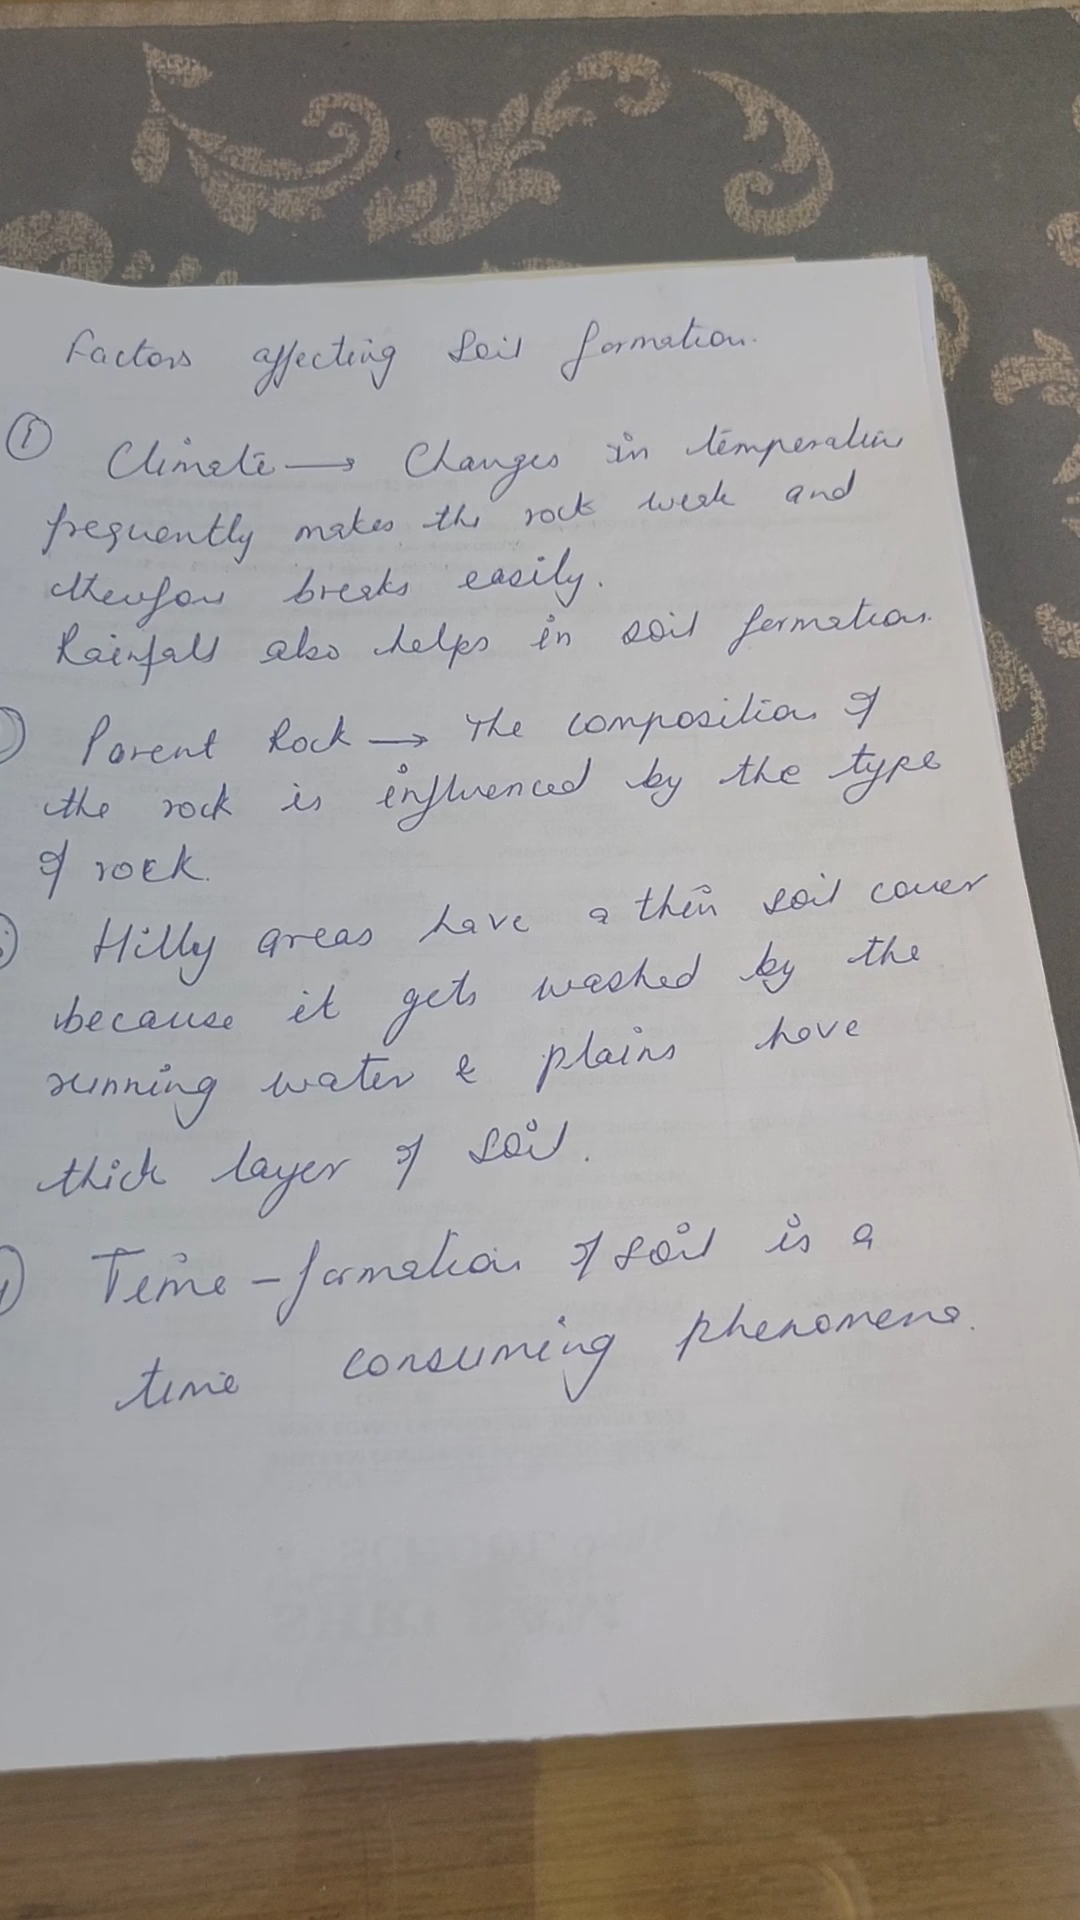 Factors affecting Soil formation.
① Climate → Changes in temperature
frequently makes the rock weak and
therefore breaks easily.
Rainfall also helps in soil formation.
Parent Rock → The composition of
the rock is influenced by the type
of rock.
Hilly areas have a thin soil cover
because it gets washed by the
running water & plains have
thick layer of soil.
Time – formation of soil is a
time consuming phenomena.